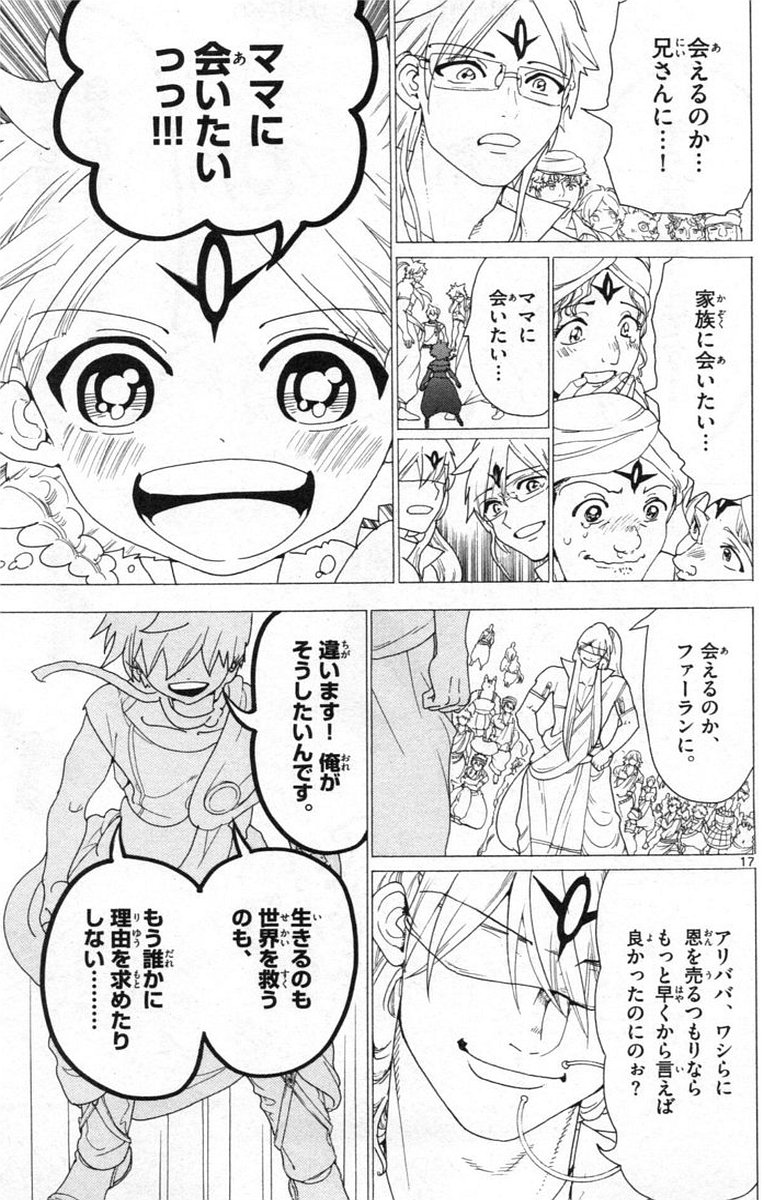 会えるのか…
兄さんに…！
家族に会いたい…
ママに
会いたい…
ママに
会いたい
っっ!!!
会えるのか、
ファーランに。
17
アリババ、ワシらに
恩を売るつもりなら
もっと早くから言えば
良かったのにのぉ？
違います！俺が
そうしたいんです。
生きるのも
世界を救う
のも、
もう誰かに
理由を求めたり
しない………